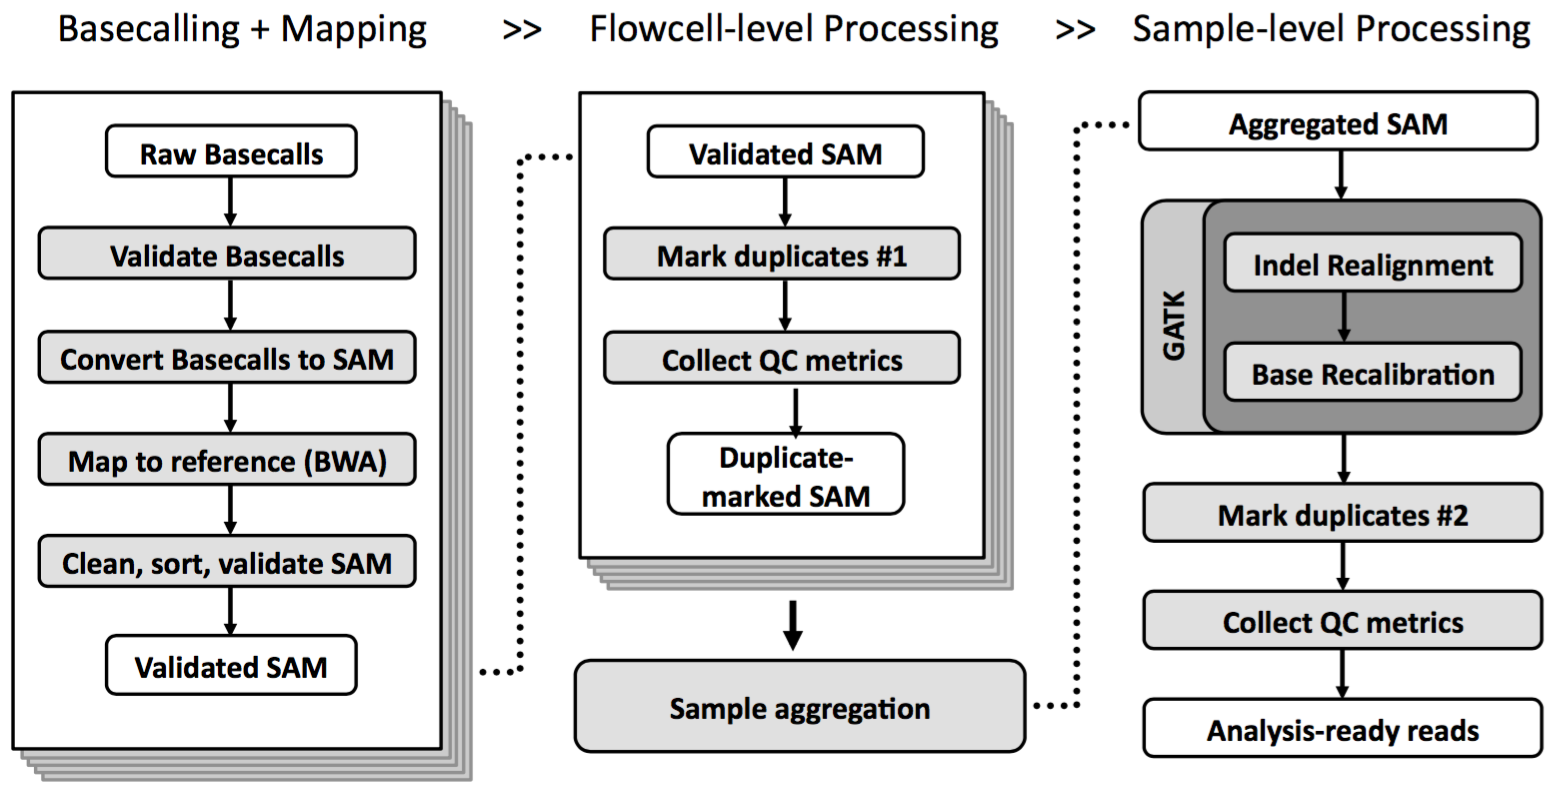 Basecalling + Mapping >> Flowcell-level Processing >> Sample-level Processing
Raw Basecalls
Validate Basecalls
Convert Basecalls to SAM
Map to reference (BWA)
Clean, sort, validate SAM
Validated SAM
Validated SAM
Mark duplicates #1
Collect QC metrics
Duplicate-
marked SAM
Sample aggregation
Aggregated SAM
GATK
Indel Realignment
Base Recalibration
Mark duplicates #2
Collect QC metrics
Analysis-ready reads